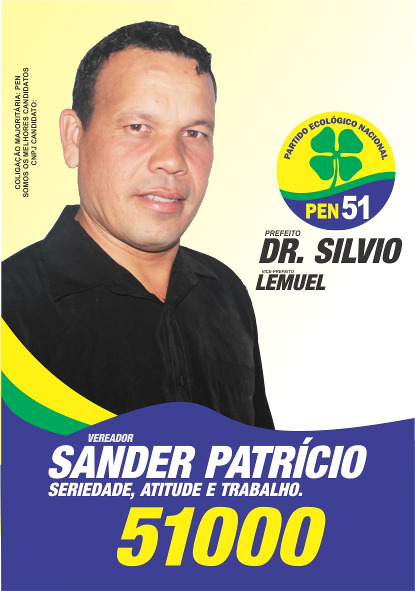 COLIGAÇÃO MAJORITÁRIA: PEN
SOMOS OS MELHORES CANDIDATOS
CNPJ CANDIDATO:
PARTIDO ECOLÓGICO NACIONAL
PEN 51
PREFEITO
DR. SILVIO
VICE-PREFEITO
LEMUEL
VEREADOR
SANDER PATRÍCIO
SERIEDADE, ATITUDE E TRABALHO.
51000